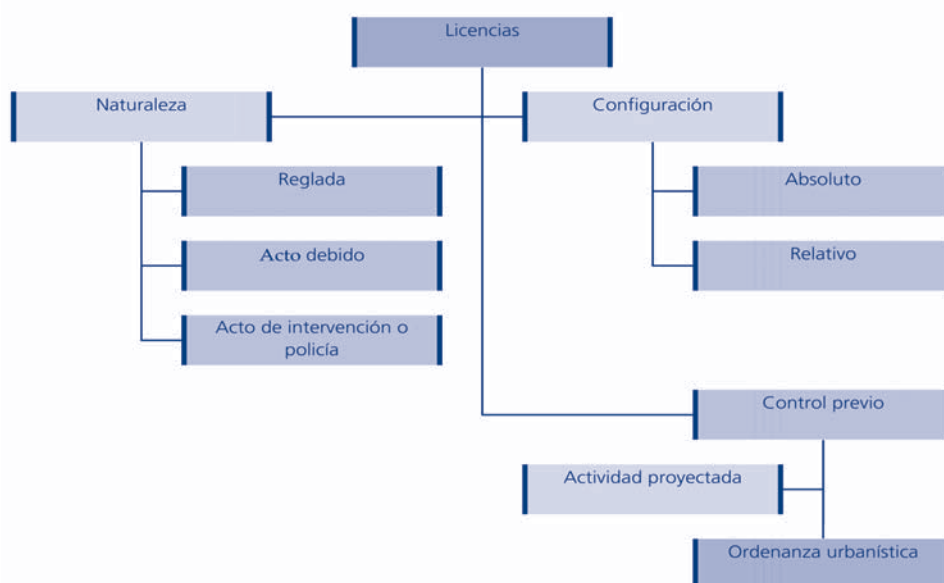 Licencias
Naturaleza
Configuración
Reglada
Absoluto
Acto debido
Relativo
Acto de intervención o
policía
Control previo
Actividad proyectada
Ordenanza urbanística